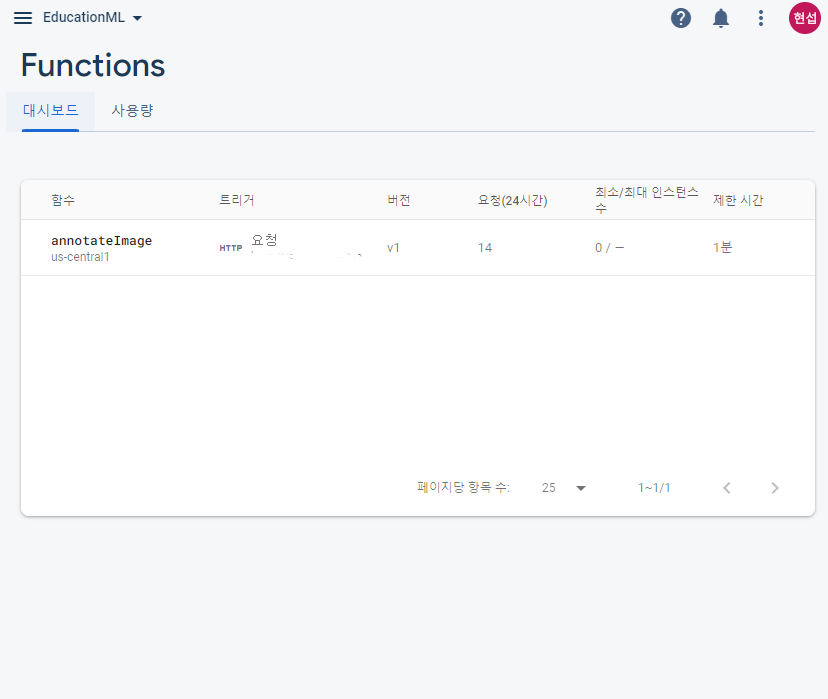 EducationML
현섭
Functions
대시보드 사용량
함수 트리거 버전 요청(24시간) 최소/최대 인스턴스 수 제한 시간
annotateImage HTTP 요청 v1 14 0 / — 1분
us-central1
페이지당 항목 수: 25 1~1/1